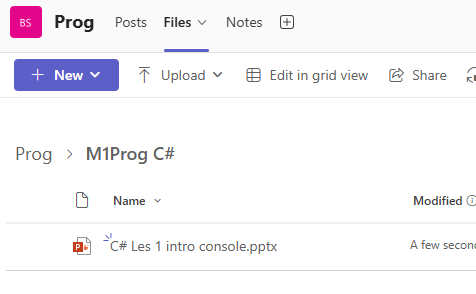 BS Prog Posts Files Notes
New Upload Edit in grid view Share
Prog > M1Prog C#
Name Modified
C# Les 1 intro console.pptx A few secon